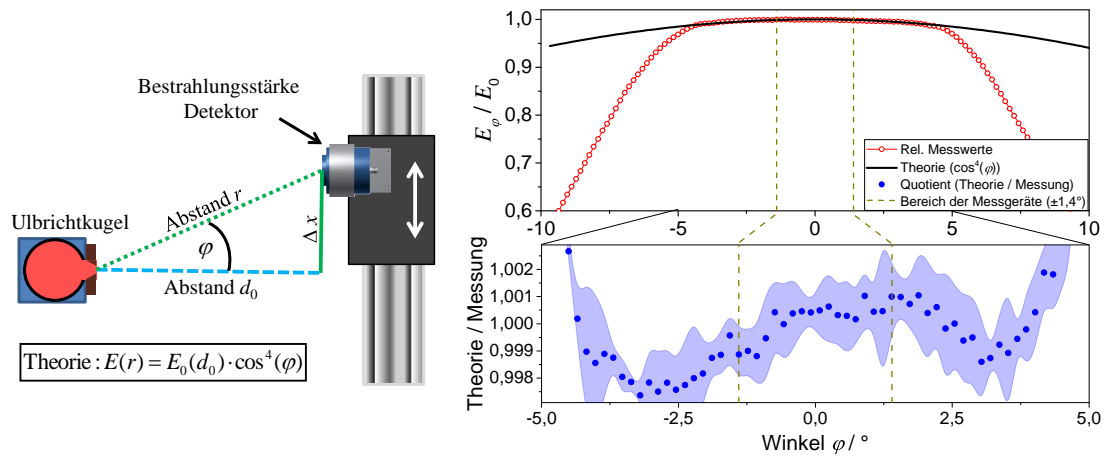 Bestrahlungsstärke
Detektor
Ulbrichtkugel
Abstand r
φ
Δ x
Abstand d₀
Theorie : E(r) = E₀(d₀)·cos⁴(φ)
Eφ / E₀
1,0
0,9
0,8
0,7
0,6
Rel. Messwerte
Theorie (cos⁴(φ))
Quotient (Theorie / Messung)
Bereich der Messgeräte (±1,4°)
-10 -5 0 5 10
Theorie / Messung
1,002
1,001
1,000
0,999
0,998
-5,0 -2,5 0,0 2,5 5,0
Winkel φ / °